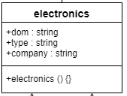 electronics
+dom : string
+type : string
+company : string
+electronics () {}